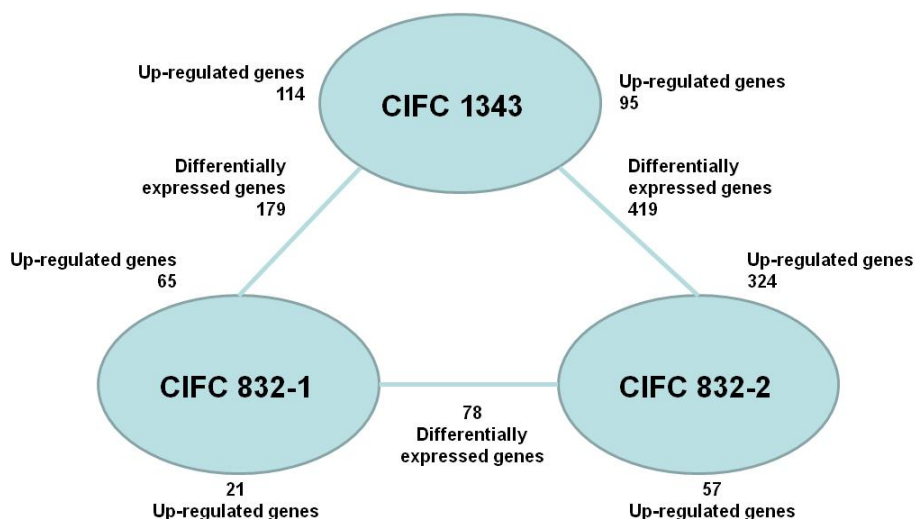 Up-regulated genes
114
CIFC 1343
Up-regulated genes
95
Differentially
expressed genes
179
Differentially
expressed genes
419
Up-regulated genes
65
Up-regulated genes
324
CIFC 832-1
CIFC 832-2
78
Differentially
expressed genes
21
Up-regulated genes
57
Up-regulated genes